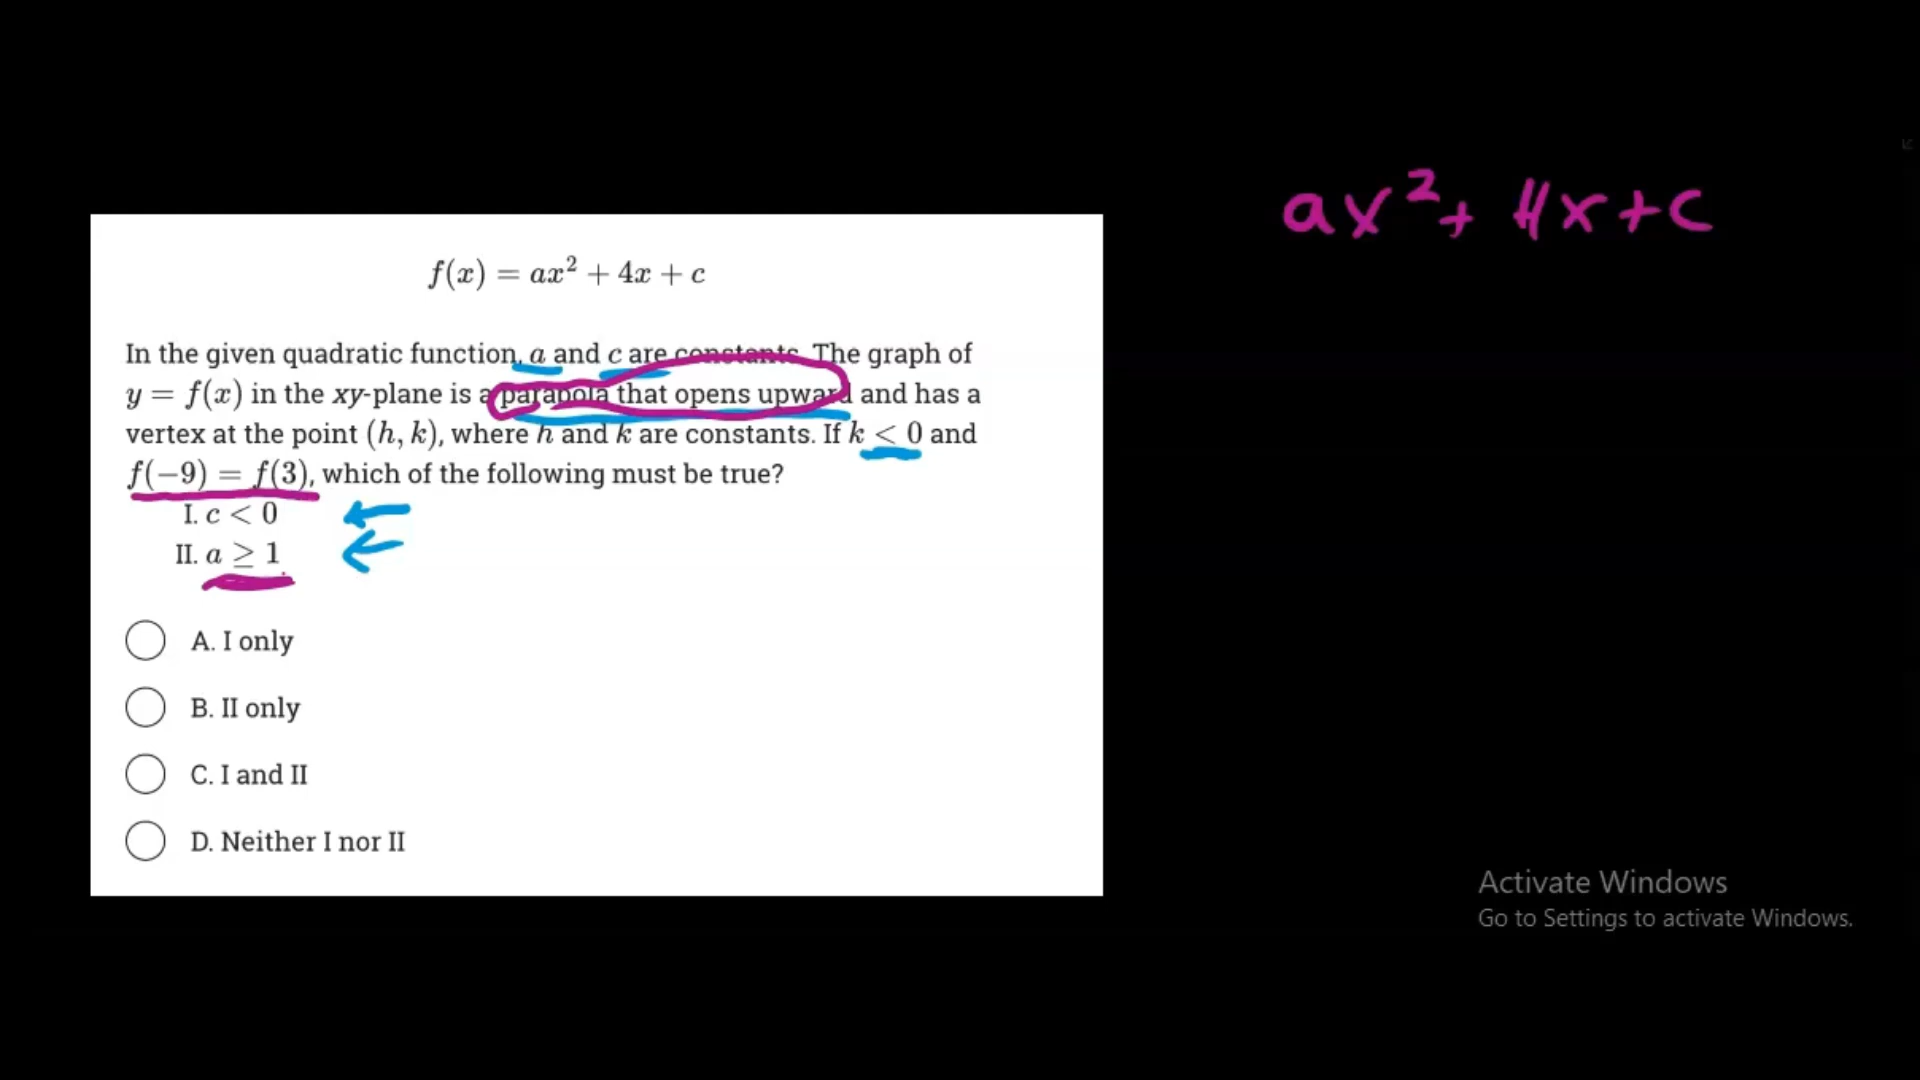 f(x) = ax² + 4x + c
In the given quadratic function, a and c are constants. The graph of
y = f(x) in the xy-plane is a parabola that opens upward and has a
vertex at the point (h, k), where h and k are constants. If k < 0 and
f(−9) = f(3), which of the following must be true?
I. c < 0
II. a ≥ 1
A. I only
B. II only
C. I and II
D. Neither I nor II
ax² + 4x + c
Activate Windows
Go to Settings to activate Windows.